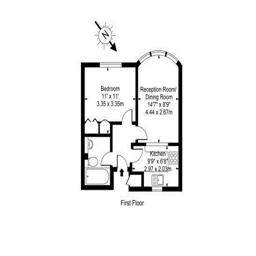 N
Bedroom
11' x 11'
3.35 x 3.35m
Reception Room/
Dining Room
14'7" x 8'9"
4.44 x 2.67m
Kitchen
9'9" x 6'8"
2.97 x 2.03m
First Floor